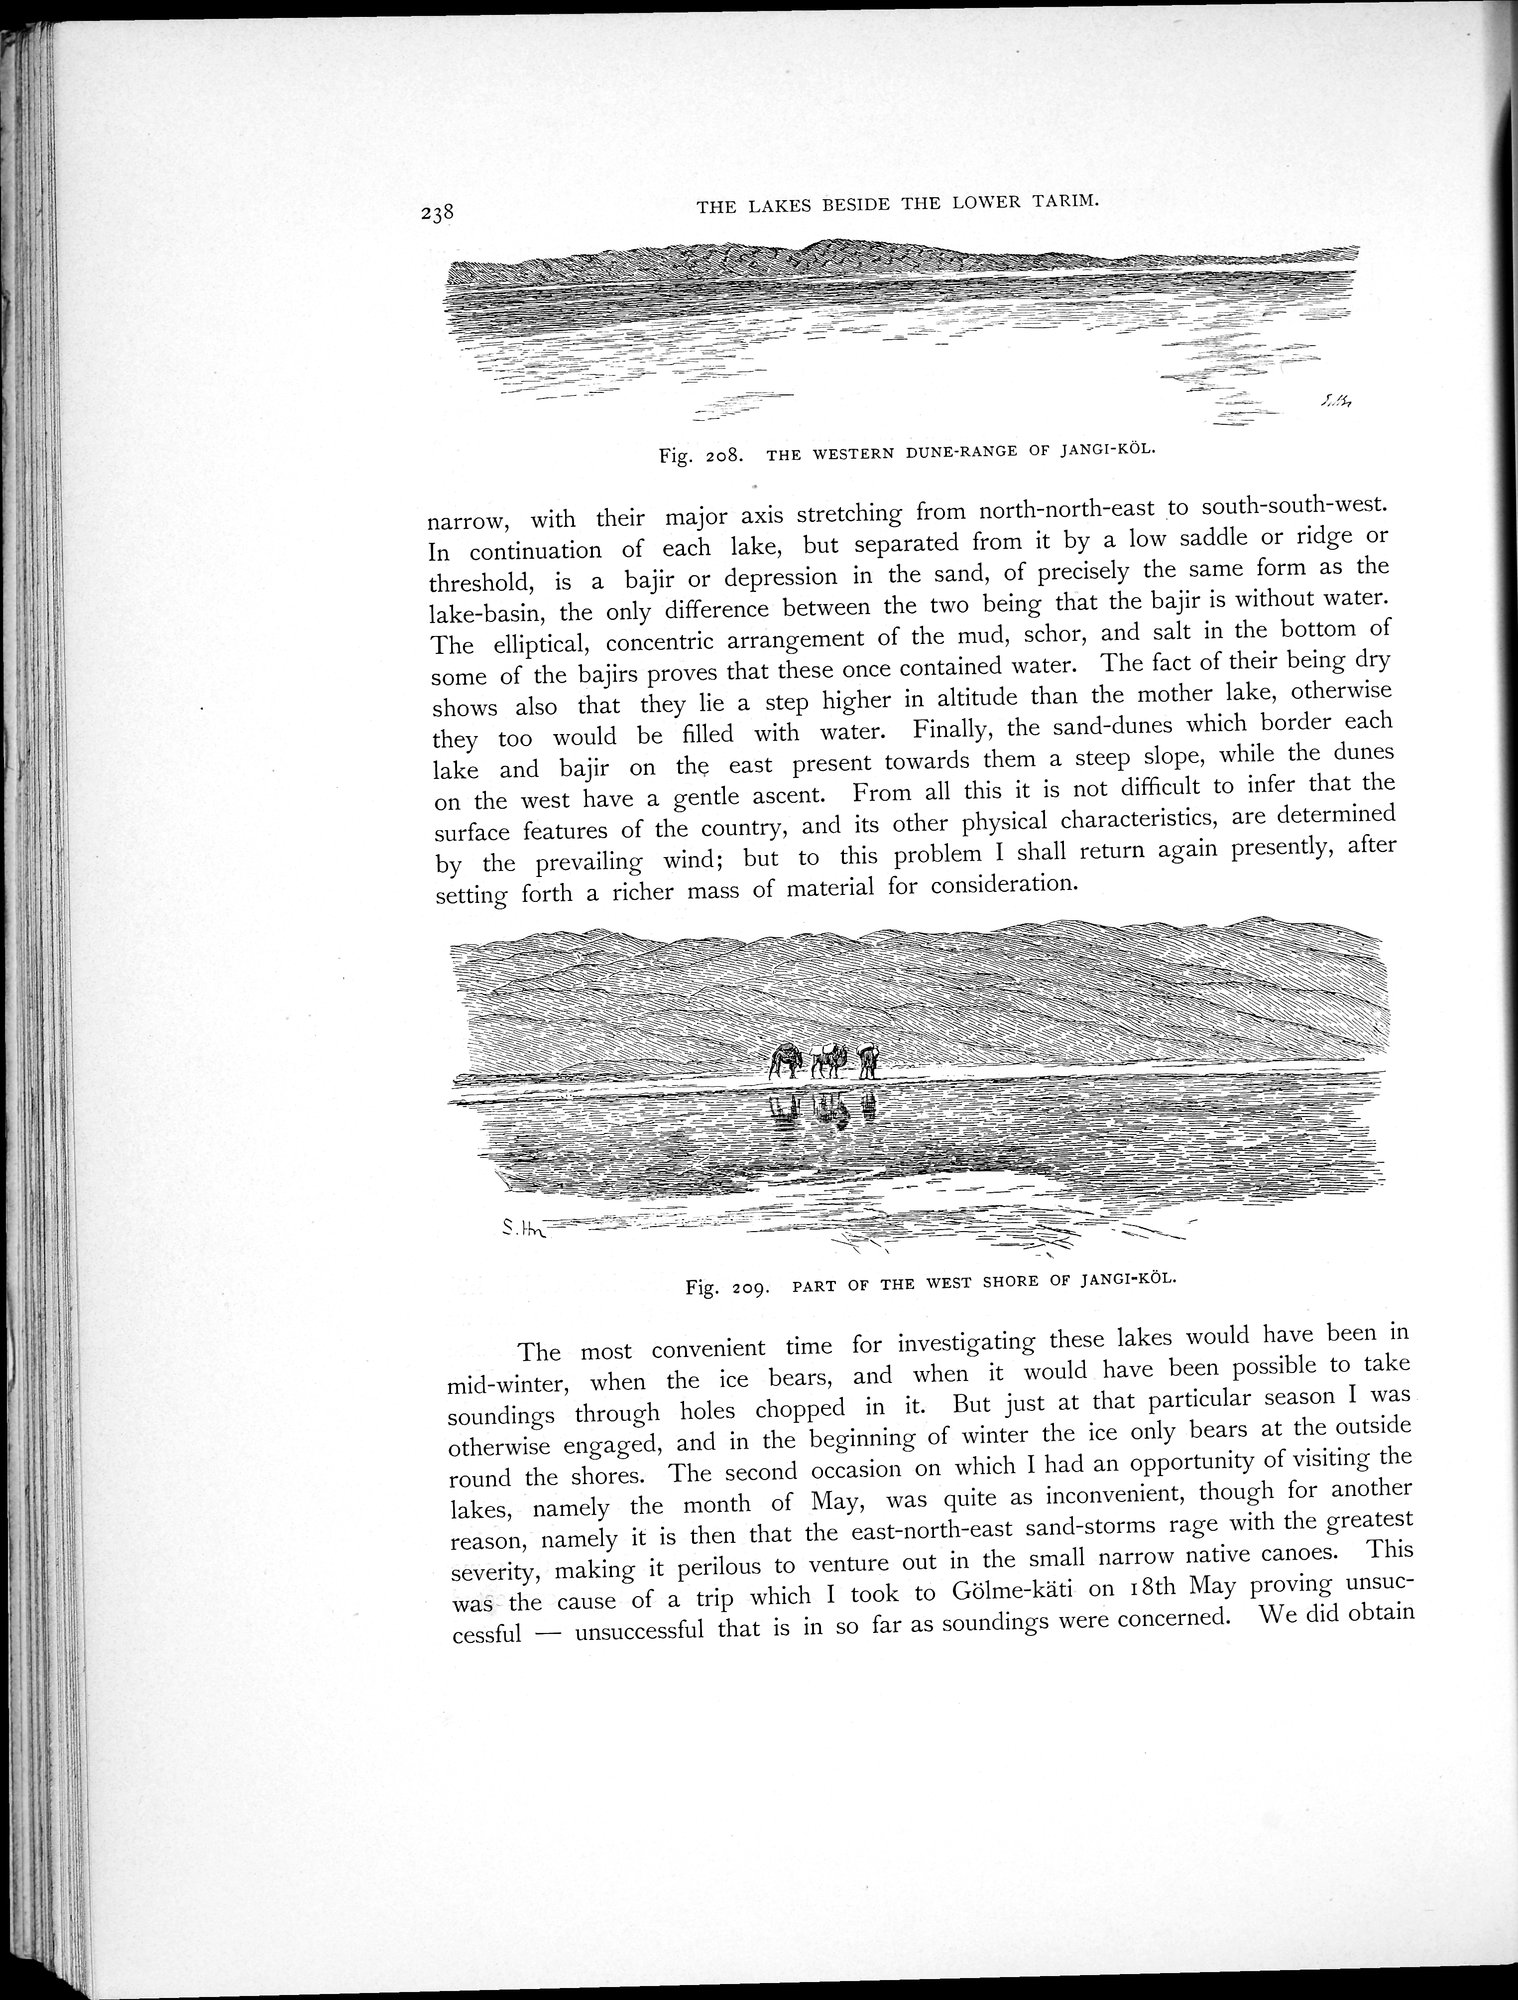 238
THE LAKES BESIDE THE LOWER TARIM.
S. Hn
Fig. 208. THE WESTERN DUNE-RANGE OF JANGI-KÖL.
narrow, with their major axis stretching from north-north-east to south-south-west.
In continuation of each lake, but separated from it by a low saddle or ridge or
threshold, is a bajir or depression in the sand, of precisely the same form as the
lake-basin, the only difference between the two being that the bajir is without water.
The elliptical, concentric arrangement of the mud, schor, and salt in the bottom of
some of the bajirs proves that these once contained water. The fact of their being dry
shows also that they lie a step higher in altitude than the mother lake, otherwise
they too would be filled with water. Finally, the sand-dunes which border each
lake and bajir on the east present towards them a steep slope, while the dunes
on the west have a gentle ascent. From all this it is not difficult to infer that the
surface features of the country, and its other physical characteristics, are determined
by the prevailing wind; but to this problem I shall return again presently, after
setting forth a richer mass of material for consideration.
S. Hn
Fig. 209. PART OF THE WEST SHORE OF JANGI-KÖL.
The most convenient time for investigating these lakes would have been in
mid-winter, when the ice bears, and when it would have been possible to take
soundings through holes chopped in it. But just at that particular season I was
otherwise engaged, and in the beginning of winter the ice only bears at the outside
round the shores. The second occasion on which I had an opportunity of visiting the
lakes, namely the month of May, was quite as inconvenient, though for another
reason, namely it is then that the east-north-east sand-storms rage with the greatest
severity, making it perilous to venture out in the small narrow native canoes. This
was the cause of a trip which I took to Gölme-käti on 18th May proving unsuc-
cessful — unsuccessful that is in so far as soundings were concerned. We did obtain